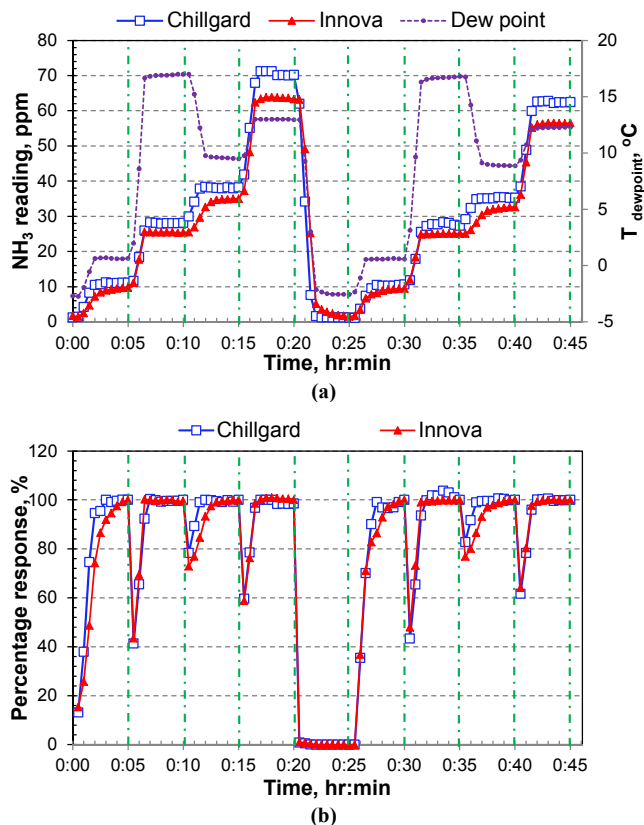 Chillgard Innova Dew point
NH3 reading, ppm
80
70
60
50
40
30
20
10
0
20
15
10
5
0
-5
T dewpoint, oC
0:00 0:05 0:10 0:15 0:20 0:25 0:30 0:35 0:40 0:45
Time, hr:min
(a)
Chillgard Innova
Percentage response, %
120
100
80
60
40
20
0
0:00 0:05 0:10 0:15 0:20 0:25 0:30 0:35 0:40 0:45
Time, hr:min
(b)